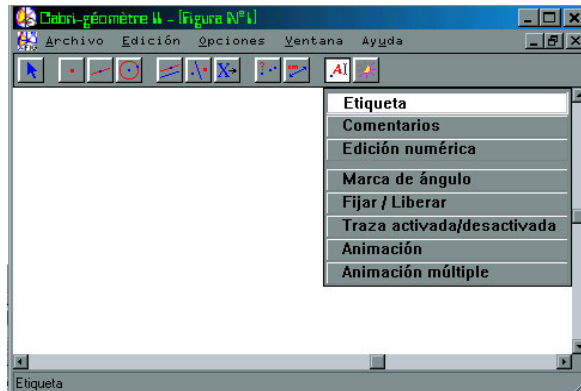 Cabri-géomètre II - [Figura Nº1]
Archivo Edición Opciones Ventana Ayuda
Etiqueta
Comentarios
Edición numérica
Marca de ángulo
Fijar / Liberar
Traza activada/desactivada
Animación
Animación múltiple
Etiqueta